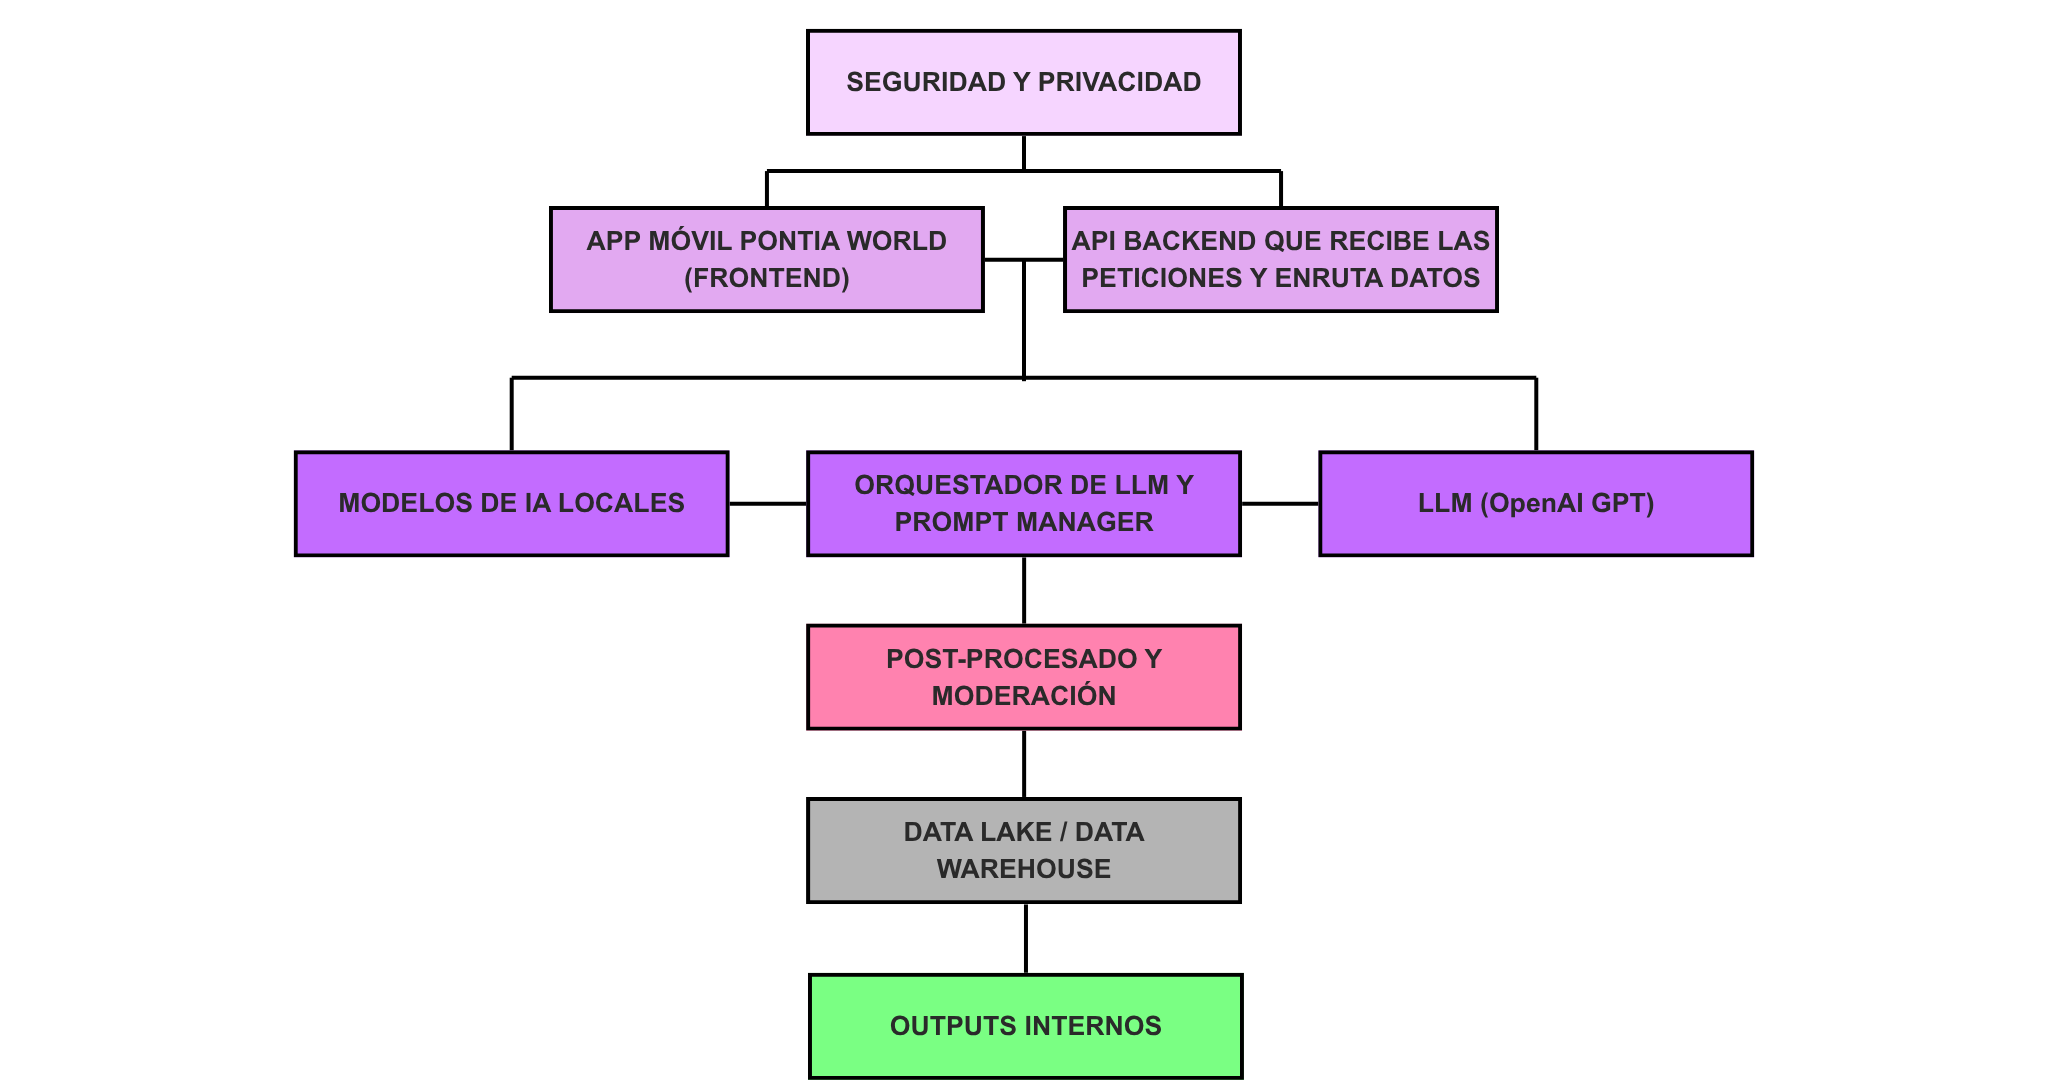 SEGURIDAD Y PRIVACIDAD
APP MÓVIL PONTIA WORLD
(FRONTEND)
API BACKEND QUE RECIBE LAS
PETICIONES Y ENRUTA DATOS
MODELOS DE IA LOCALES
ORQUESTADOR DE LLM Y
PROMPT MANAGER
LLM (OpenAI GPT)
POST-PROCESADO Y
MODERACIÓN
DATA LAKE / DATA
WAREHOUSE
OUTPUTS INTERNOS